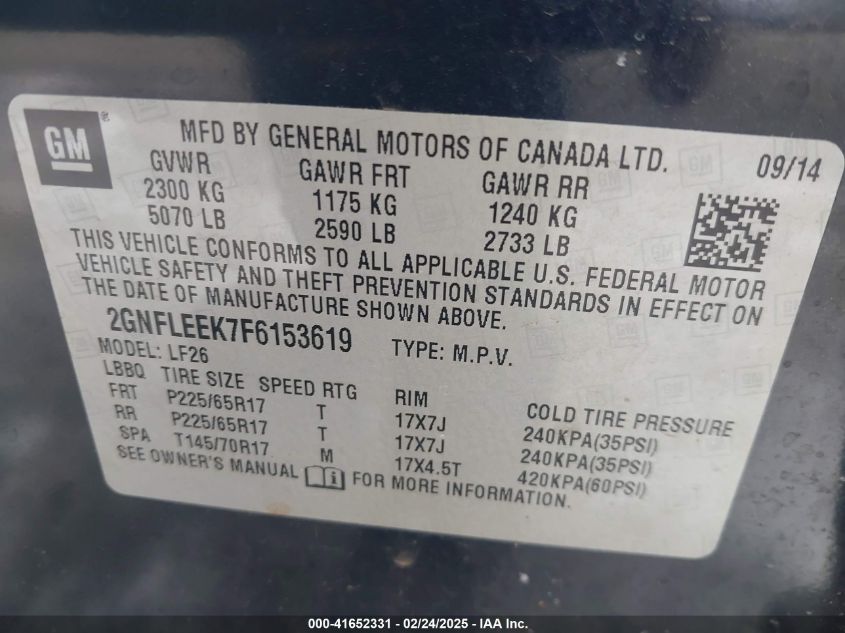 GM®
MFD BY GENERAL MOTORS OF CANADA LTD.
09/14
GVWR GAWR FRT GAWR RR
2300 KG 1175 KG 1240 KG
5070 LB 2590 LB 2733 LB
THIS VEHICLE CONFORMS TO ALL APPLICABLE U.S. FEDERAL MOTOR
VEHICLE SAFETY AND THEFT PREVENTION STANDARDS IN EFFECT ON
THE DATE OF MANUFACTURE SHOWN ABOVE.
2GNFLEEK7F6153619 TYPE: M.P.V.
MODEL: LF26
LBBQ TIRE SIZE SPEED RTG RIM COLD TIRE PRESSURE
FRT P225/65R17 T 17X7J 240KPA(35PSI)
RR P225/65R17 T 17X7J 240KPA(35PSI)
SPA T145/70R17 M 17X4.5T 420KPA(60PSI)
SEE OWNER'S MANUAL i FOR MORE INFORMATION.
000-41652331 / 02/24/2025 - IAA Inc.